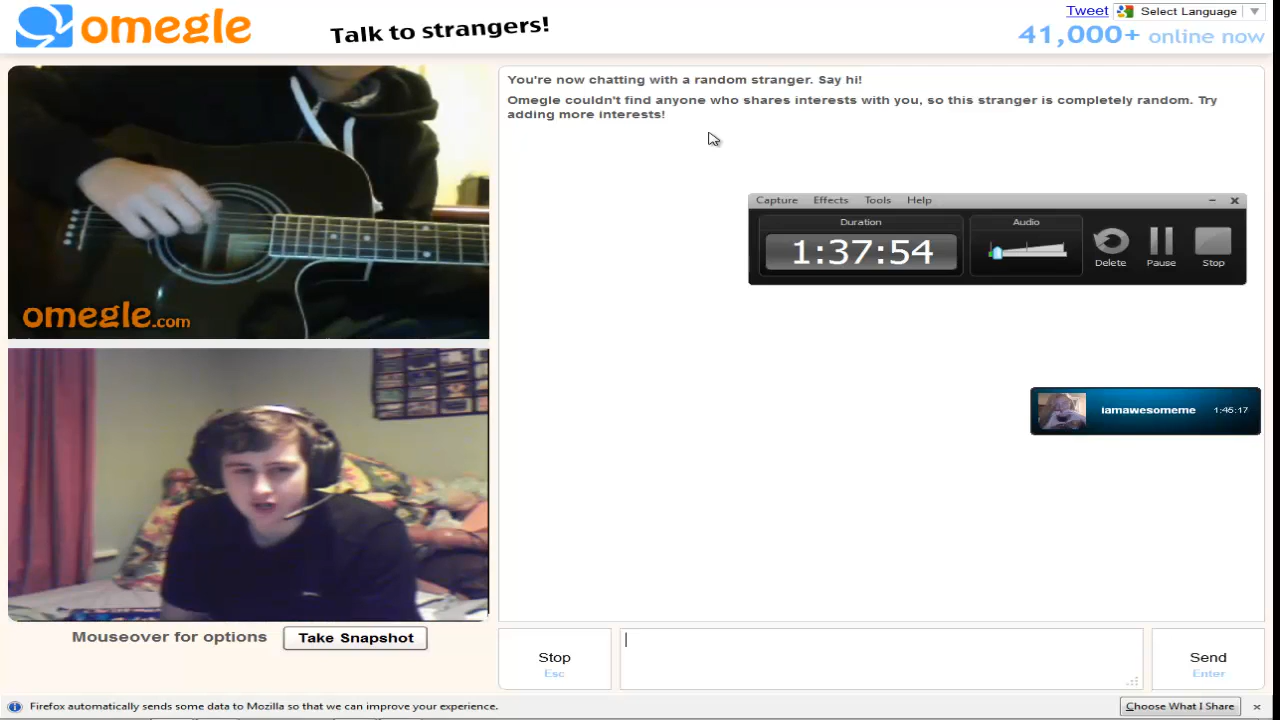 omegle
Talk to strangers!
Tweet
Select Language
41,000+ online now
You're now chatting with a random stranger. Say hi!
Omegle couldn't find anyone who shares interests with you, so this stranger is completely random. Try
adding more interests!
Capture Effects Tools Help
Duration
Audio
1:37:54
Delete
Pause
Stop
omegle.com
iamawesomeme
1:45:17
Mouseover for options
Take Snapshot
Stop
Esc
Send
Enter
Firefox automatically sends some data to Mozilla so that we can improve your experience.
Choose What I Share